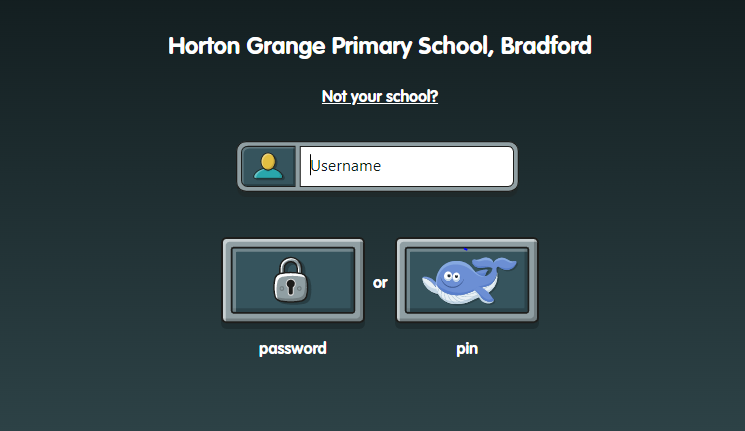 Horton Grange Primary School, Bradford
Not your school?
Username
or
password
pin